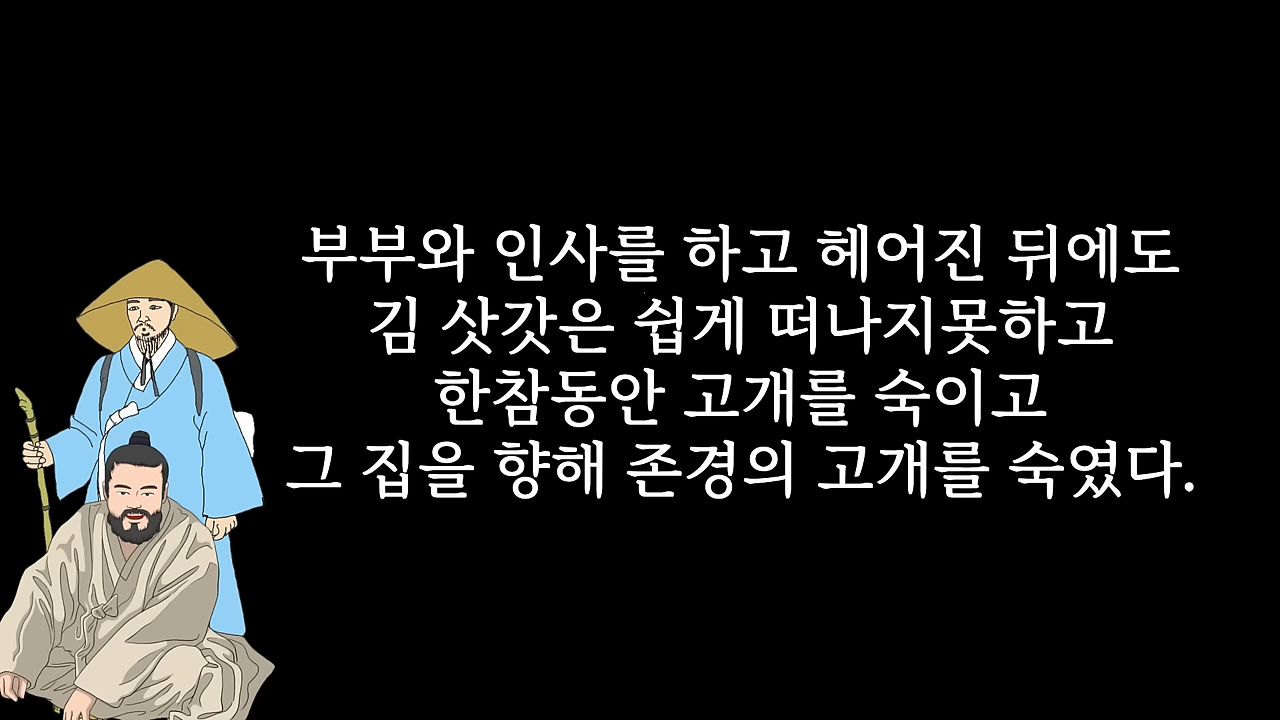 부부와 인사를 하고 헤어진 뒤에도
김 삿갓은 쉽게 떠나지못하고
한참동안 고개를 숙이고
그 집을 향해 존경의 고개를 숙였다.